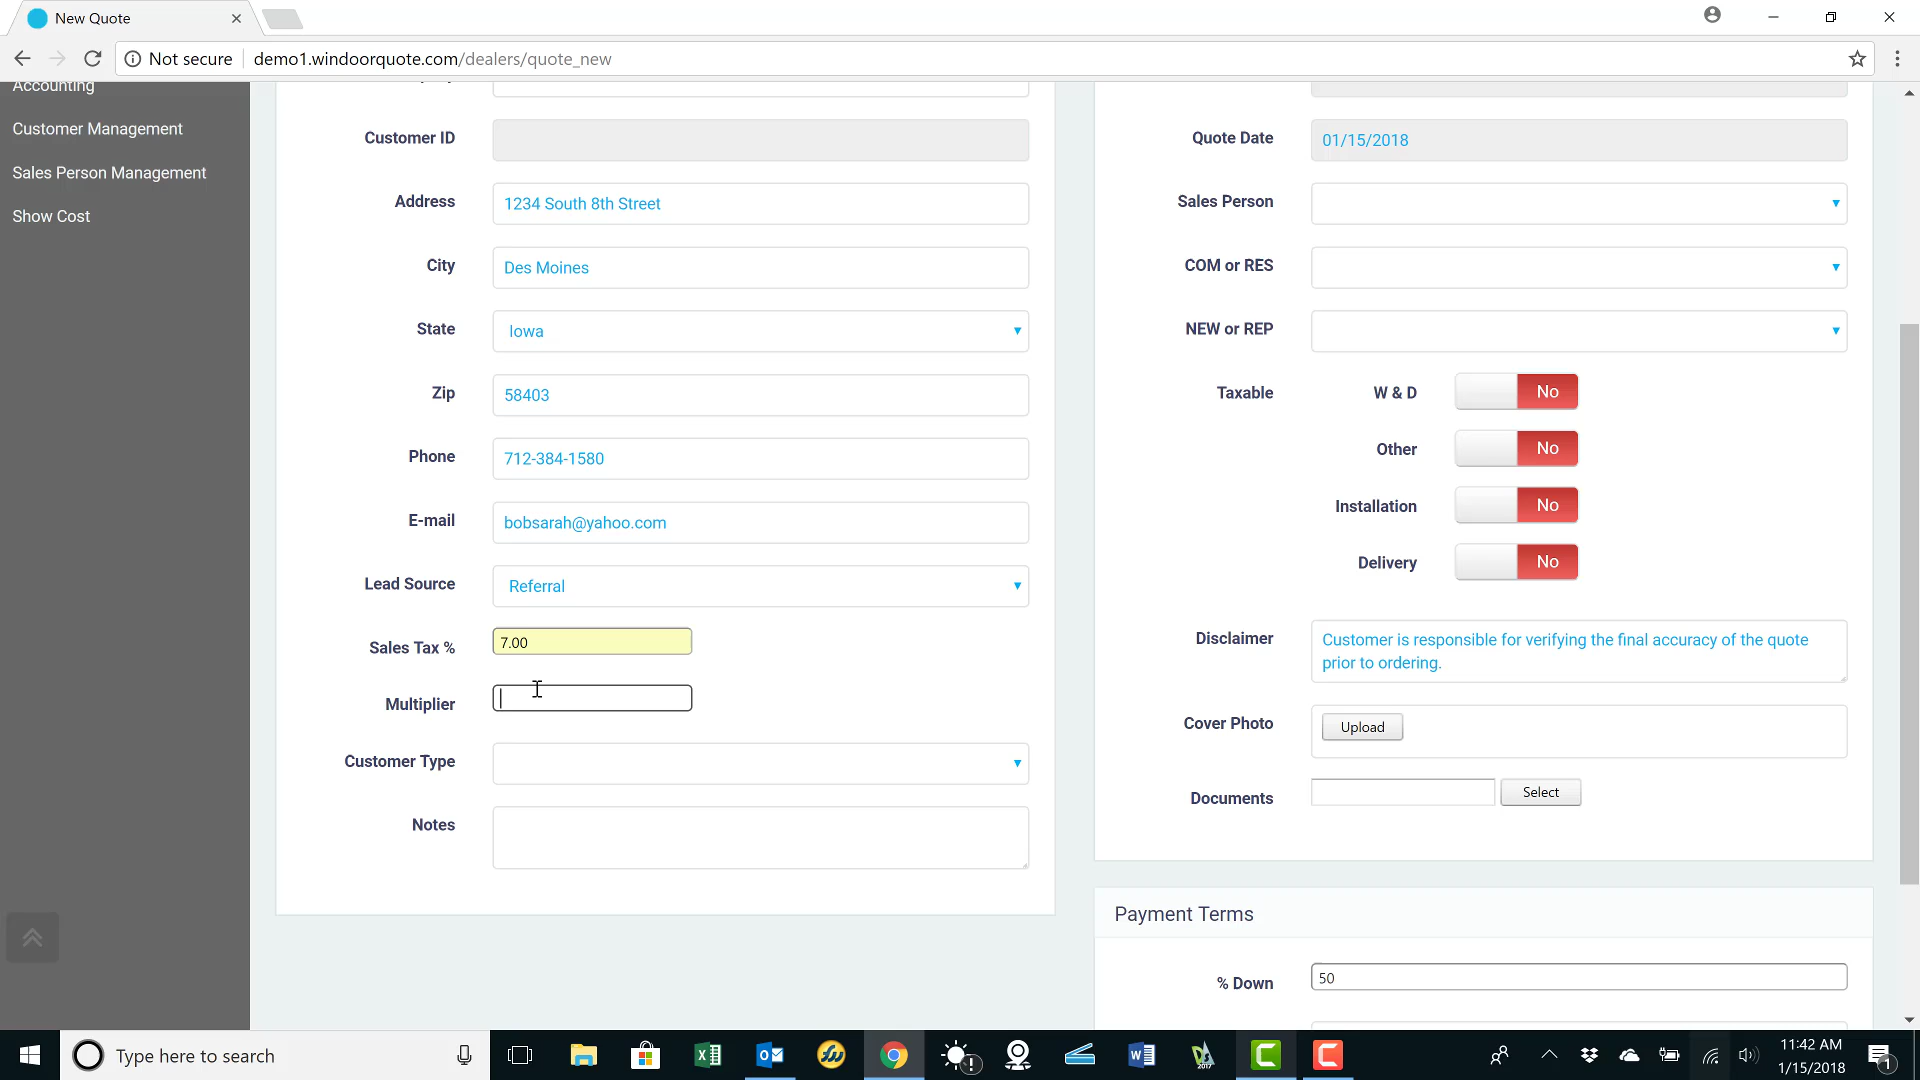 New Quote
Not secure
demo1.windoorquote.com/dealers/quote_new
Accounting
Customer Management
Sales Person Management
Show Cost
Customer ID
Address
1234 South 8th Street
City
Des Moines
State
Iowa
Zip
58403
Phone
712-384-1580
E-mail
bobsarah@yahoo.com
Lead Source
Referral
Sales Tax %
7.00
Multiplier
Customer Type
Notes
Quote Date
01/15/2018
Sales Person
COM or RES
NEW or REP
Taxable
W & D
No
Other
No
Installation
No
Delivery
No
Disclaimer
Customer is responsible for verifying the final accuracy of the quote
prior to ordering.
Cover Photo
Upload
Documents
Select
Payment Terms
% Down
50
Type here to search
11:42 AM
1/15/2018
1